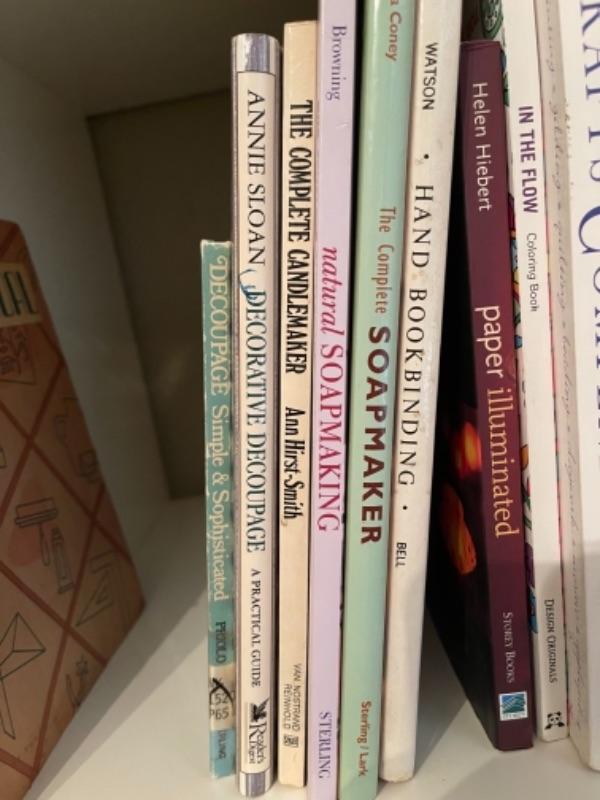 DECOUPAGE Simple & Sophisticated
ANNIE SLOAN DECORATIVE DECOUPAGE A PRACTICAL GUIDE Reader's Digest
THE COMPLETE CANDLEMAKER Ann Hirst-Smith VAN NOSTRAND REINHOLD
Browning natural SOAPMAKING STERLING
Coney The Complete SOAPMAKER Sterling / Lark
WATSON • HAND BOOKBINDING • BELL
Helen Hiebert paper illuminated STOREY BOOKS
IN THE FLOW Coloring Book DESIGN ORIGINALS